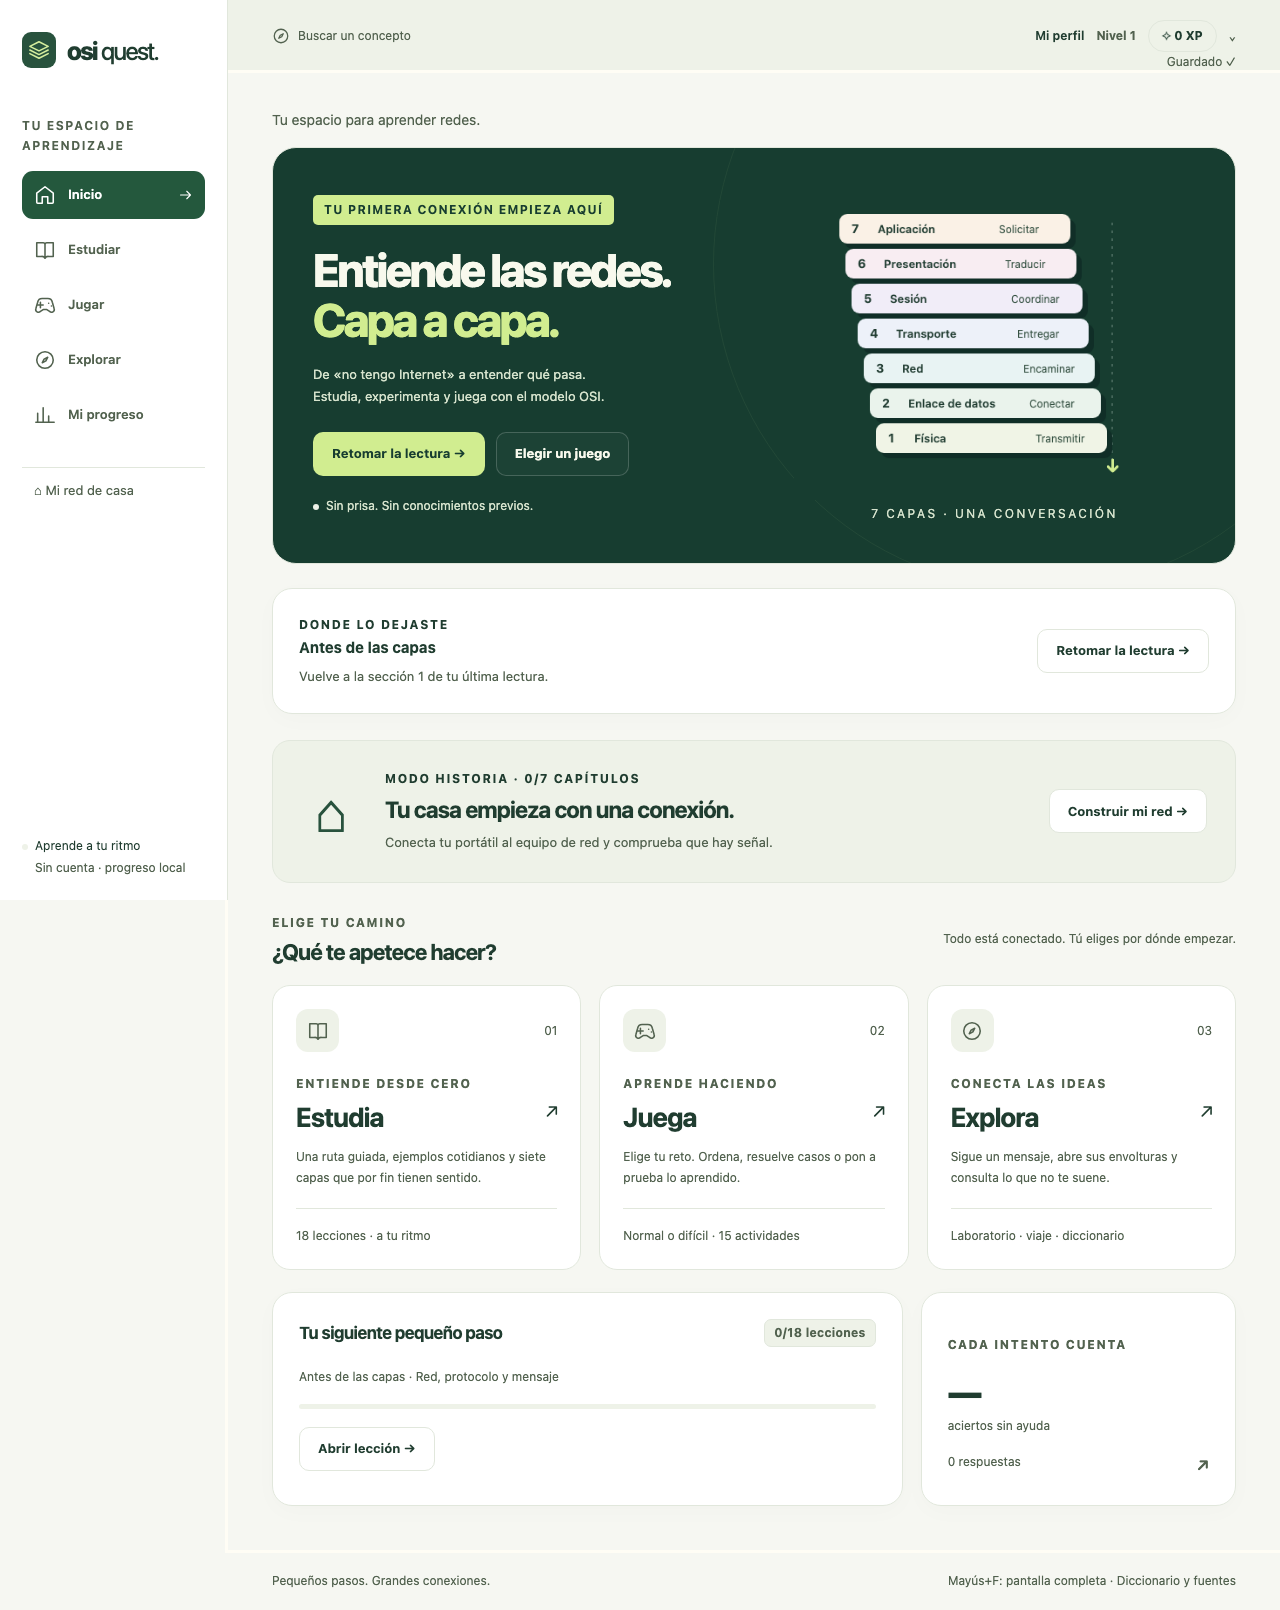 osi quest.
TU ESPACIO DE
APRENDIZAJE
Inicio →
Estudiar
Jugar
Explorar
Mi progreso
⌂ Mi red de casa
Aprende a tu ritmo
Sin cuenta · progreso local
Buscar un concepto
Mi perfil Nivel 1 ✧ 0 XP ⌄
Guardado ✓
Tu espacio para aprender redes.
TU PRIMERA CONEXIÓN EMPIEZA AQUÍ
Entiende las redes.
Capa a capa.
De «no tengo Internet» a entender qué pasa.
Estudia, experimenta y juega con el modelo OSI.
Retomar la lectura → Elegir un juego
Sin prisa. Sin conocimientos previos.
7 Aplicación Solicitar
6 Presentación Traducir
5 Sesión Coordinar
4 Transporte Entregar
3 Red Encaminar
2 Enlace de datos Conectar
1 Física Transmitir
7 CAPAS · UNA CONVERSACIÓN
DONDE LO DEJASTE
Antes de las capas
Vuelve a la sección 1 de tu última lectura.
Retomar la lectura →
MODO HISTORIA · 0/7 CAPÍTULOS
Tu casa empieza con una conexión.
Conecta tu portátil al equipo de red y comprueba que hay señal.
Construir mi red →
ELIGE TU CAMINO
¿Qué te apetece hacer?
Todo está conectado. Tú eliges por dónde empezar.
01
ENTIENDE DESDE CERO
Estudia ↗
Una ruta guiada, ejemplos cotidianos y siete
capas que por fin tienen sentido.
18 lecciones · a tu ritmo
02
APRENDE HACIENDO
Juega ↗
Elige tu reto. Ordena, resuelve casos o pon a
prueba lo aprendido.
Normal o difícil · 15 actividades
03
CONECTA LAS IDEAS
Explora ↗
Sigue un mensaje, abre sus envolturas y
consulta lo que no te suene.
Laboratorio · viaje · diccionario
Tu siguiente pequeño paso
0/18 lecciones
Antes de las capas · Red, protocolo y mensaje
Abrir lección →
CADA INTENTO CUENTA
—
aciertos sin ayuda
0 respuestas ↗
Pequeños pasos. Grandes conexiones.
Mayús+F: pantalla completa · Diccionario y fuentes